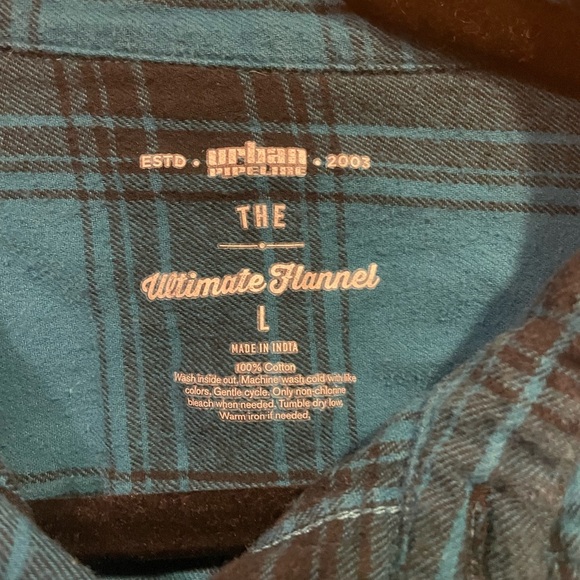 ESTD • urban • 2003
PIPELINE
THE
Ultimate Flannel
L
MADE IN INDIA
100% Cotton
Wash inside out. Machine wash cold with like
colors. Gentle cycle. Only non-chlorine
bleach when needed. Tumble dry low.
Warm iron if needed.